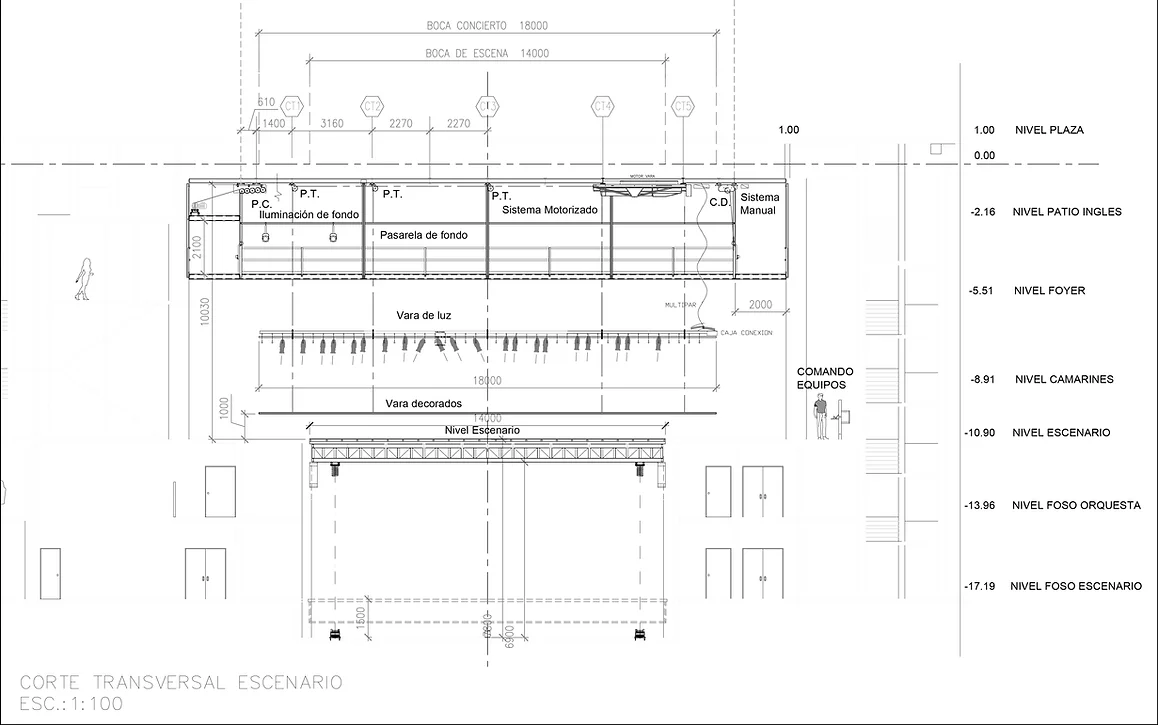 BOCA CONCIERTO 18000
BOCA DE ESCENA 14000
610
CT1
CT2
CT3
CT4
CT5
1400
3160
2270
2270
1.00
1.00 NIVEL PLAZA
0.00
MOTOR VARA
P.C.
P.T.
P.T.
P.T.
C.D.
Sistema
Manual
Iluminación de fondo
Sistema Motorizado
-2.16 NIVEL PATIO INGLES
Pasarela de fondo
2100
-5.51 NIVEL FOYER
10030
MULTIPAR
2000
Vara de luz
CAJA CONEXION
COMANDO
EQUIPOS
18000
-8.91 NIVEL CAMARINES
1000
Vara decorados
14000
Nivel Escenario
-10.90 NIVEL ESCENARIO
-13.96 NIVEL FOSO ORQUESTA
-17.19 NIVEL FOSO ESCENARIO
1500
6900
CORTE TRANSVERSAL ESCENARIO
ESC.:1:100